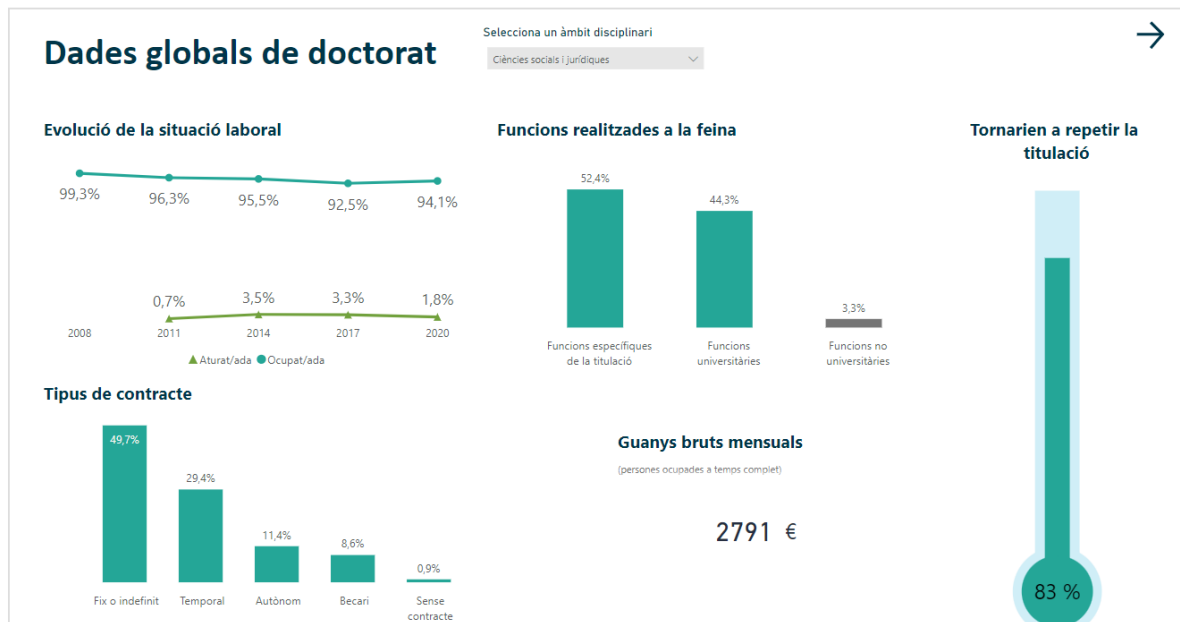 Dades globals de doctorat
Selecciona un àmbit disciplinari
Ciències socials i jurídiques
Evolució de la situació laboral
99,3%
96,3%
95,5%
92,5%
94,1%
0,7%
3,5%
3,3%
1,8%
2008
2011
2014
2017
2020
Aturat/ada
Ocupat/ada
Funcions realitzades a la feina
52,4%
44,3%
3,3%
Funcions específiques
de la titulació
Funcions
universitàries
Funcions no
universitàries
Tornarien a repetir la
titulació
83 %
Tipus de contracte
49,7%
29,4%
11,4%
8,6%
0,9%
Fix o indefinit
Temporal
Autònom
Becari
Sense
contracte
Guanys bruts mensuals
(persones ocupades a temps complet)
2791 €